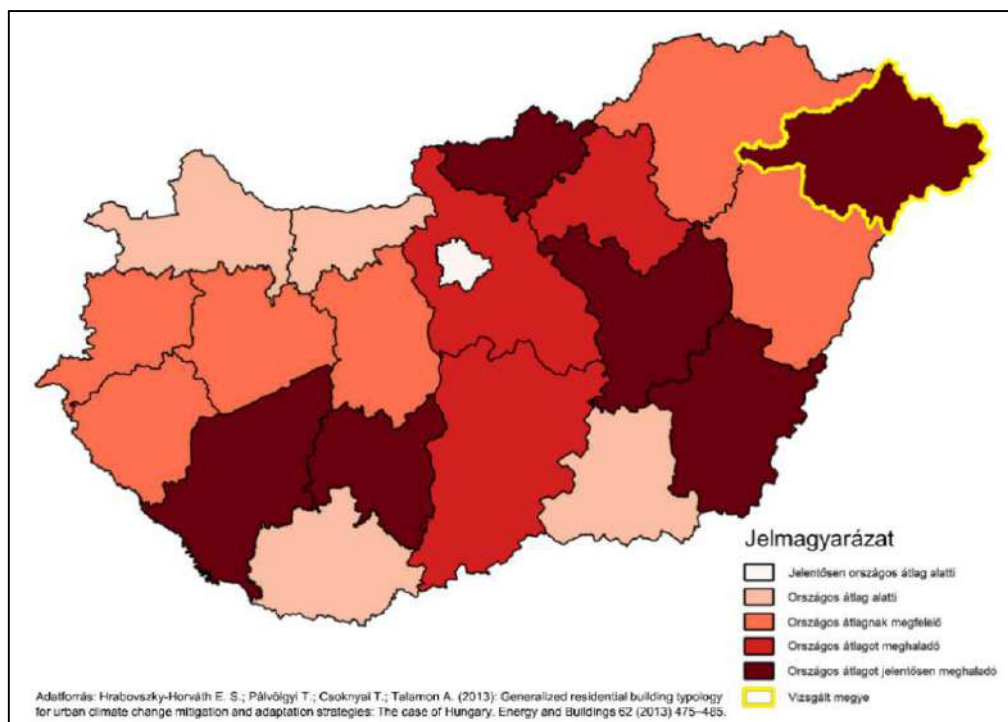 Jelmagyarázat
Jelentősen országos átlag alatti
Országos átlag alatti
Országos átlagnak megfelelő
Országos átlagot meghaladó
Országos átlagot jelentősen meghaladó
Vizsgált megye
Adatforrás: Hrabovszky-Horváth E. S.; Pálvölgyi T.; Csoknyai T.; Talamon A. (2013): Generalized residential building typology
for urban climate change mitigation and adaptation strategies: The case of Hungary. Energy and Buildings 62 (2013) 475–485.